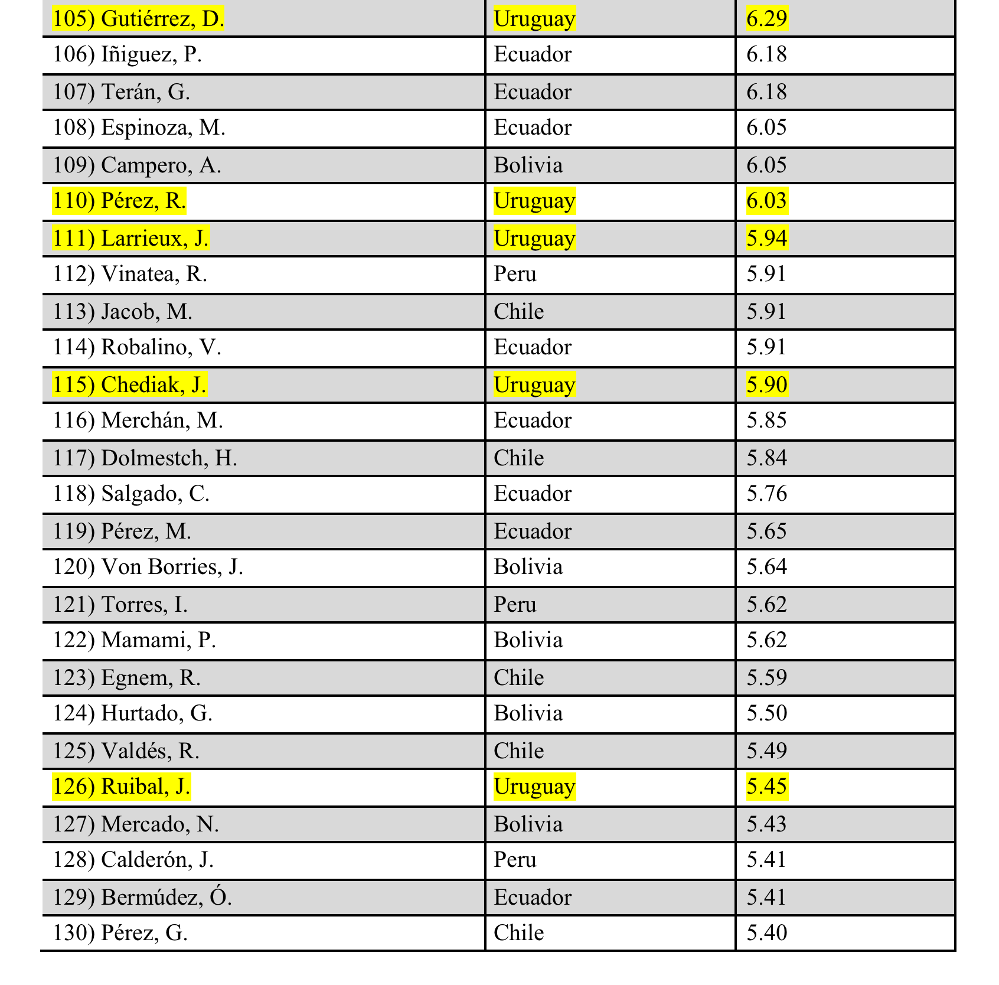 105) Gutiérrez, D. Uruguay 6.29
106) Iñiguez, P. Ecuador 6.18
107) Terán, G. Ecuador 6.18
108) Espinoza, M. Ecuador 6.05
109) Campero, A. Bolivia 6.05
110) Pérez, R. Uruguay 6.03
111) Larrieux, J. Uruguay 5.94
112) Vinatea, R. Peru 5.91
113) Jacob, M. Chile 5.91
114) Robalino, V. Ecuador 5.91
115) Chediak, J. Uruguay 5.90
116) Merchán, M. Ecuador 5.85
117) Dolmestch, H. Chile 5.84
118) Salgado, C. Ecuador 5.76
119) Pérez, M. Ecuador 5.65
120) Von Borries, J. Bolivia 5.64
121) Torres, I. Peru 5.62
122) Mamami, P. Bolivia 5.62
123) Egnem, R. Chile 5.59
124) Hurtado, G. Bolivia 5.50
125) Valdés, R. Chile 5.49
126) Ruibal, J. Uruguay 5.45
127) Mercado, N. Bolivia 5.43
128) Calderón, J. Peru 5.41
129) Bermúdez, Ó. Ecuador 5.41
130) Pérez, G. Chile 5.40